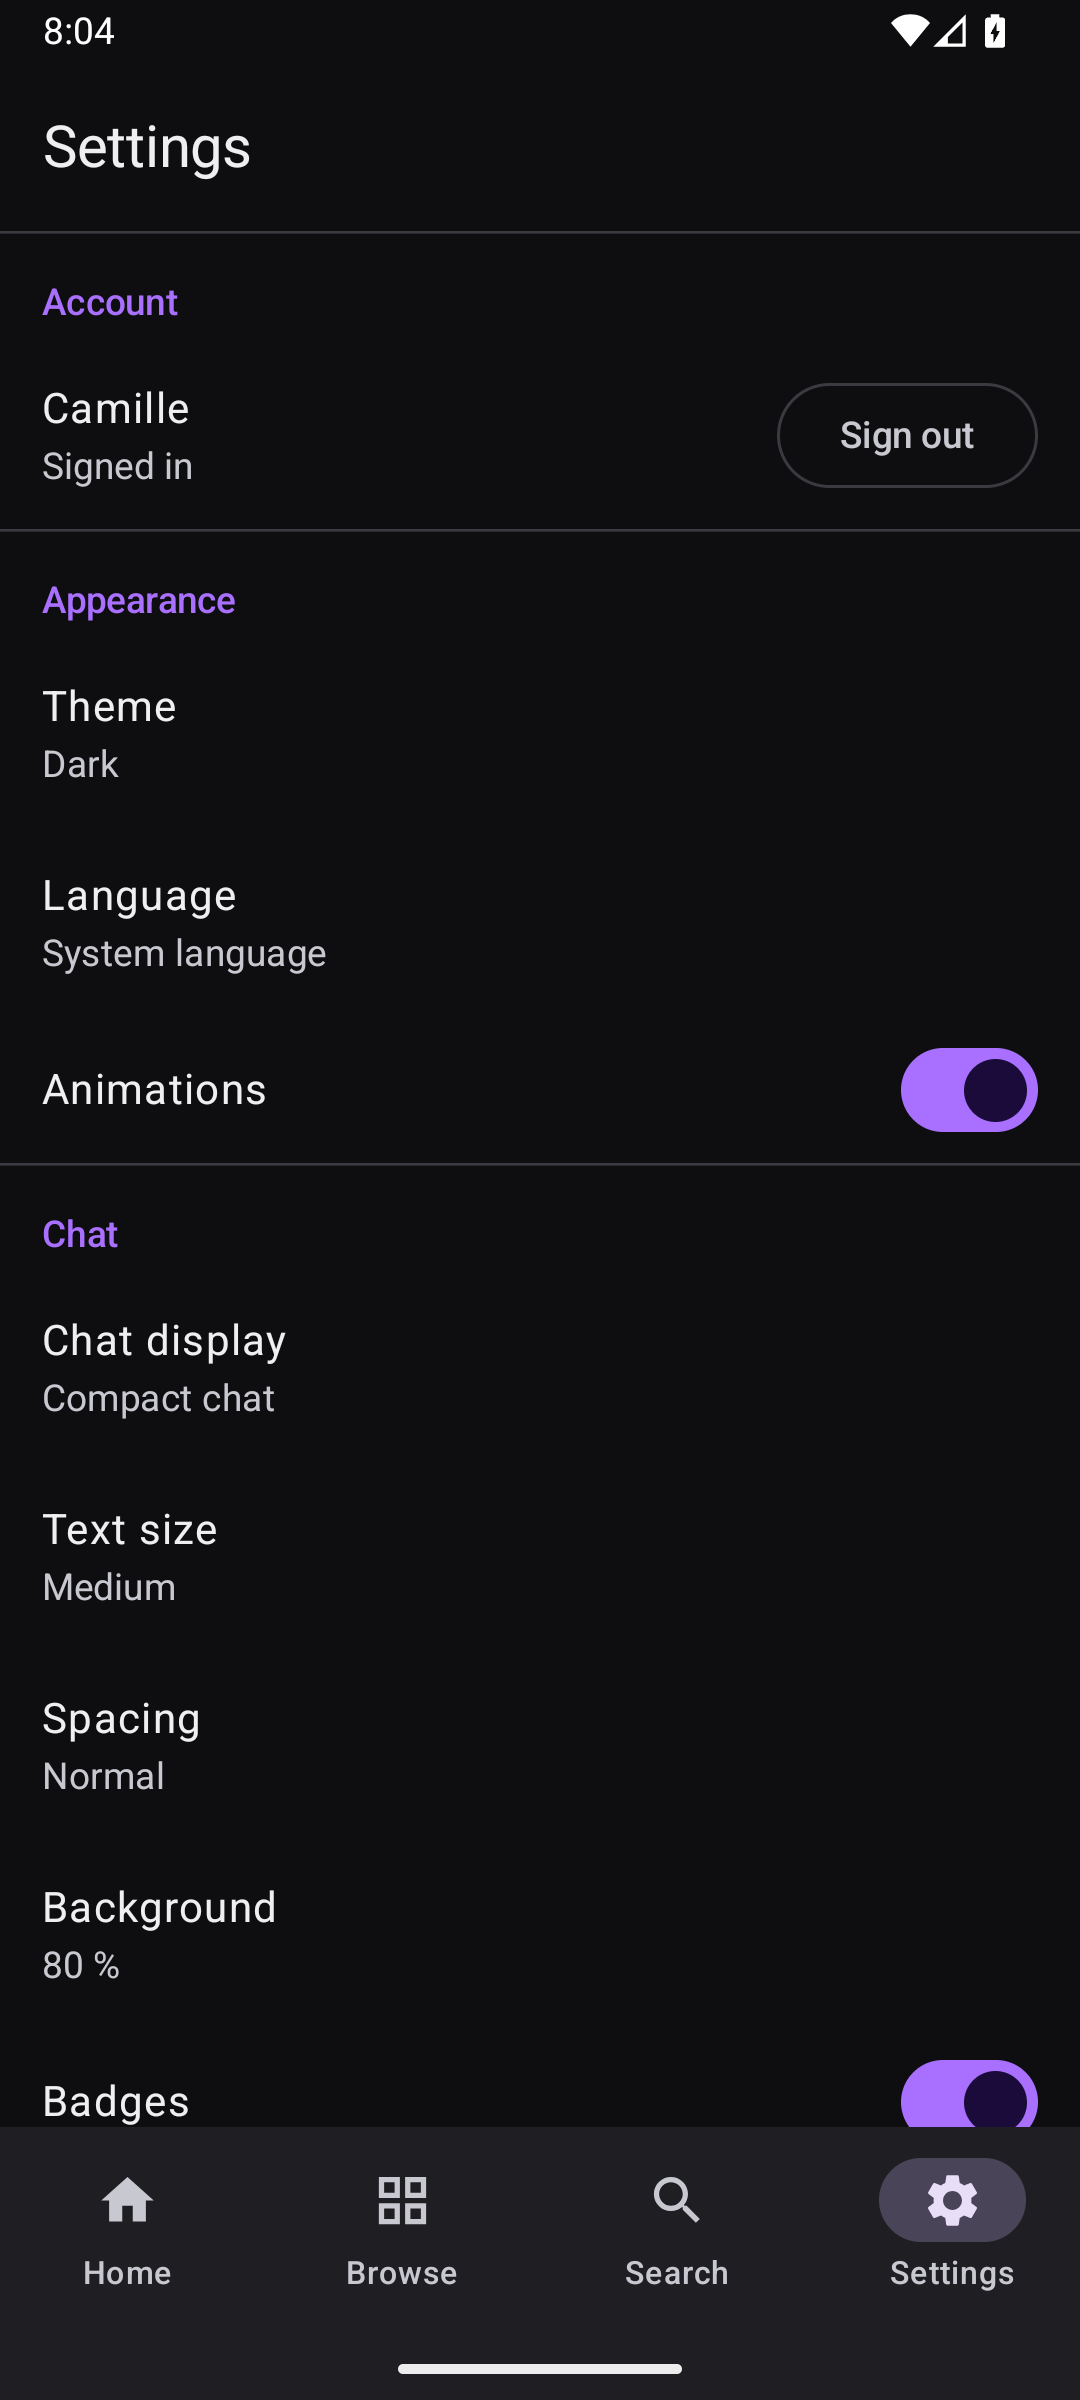 8:04
Settings
Account
Camille
Signed in
Sign out
Appearance
Theme
Dark
Language
System language
Animations
Chat
Chat display
Compact chat
Text size
Medium
Spacing
Normal
Background
80 %
Badges
Home
Browse
Search
Settings